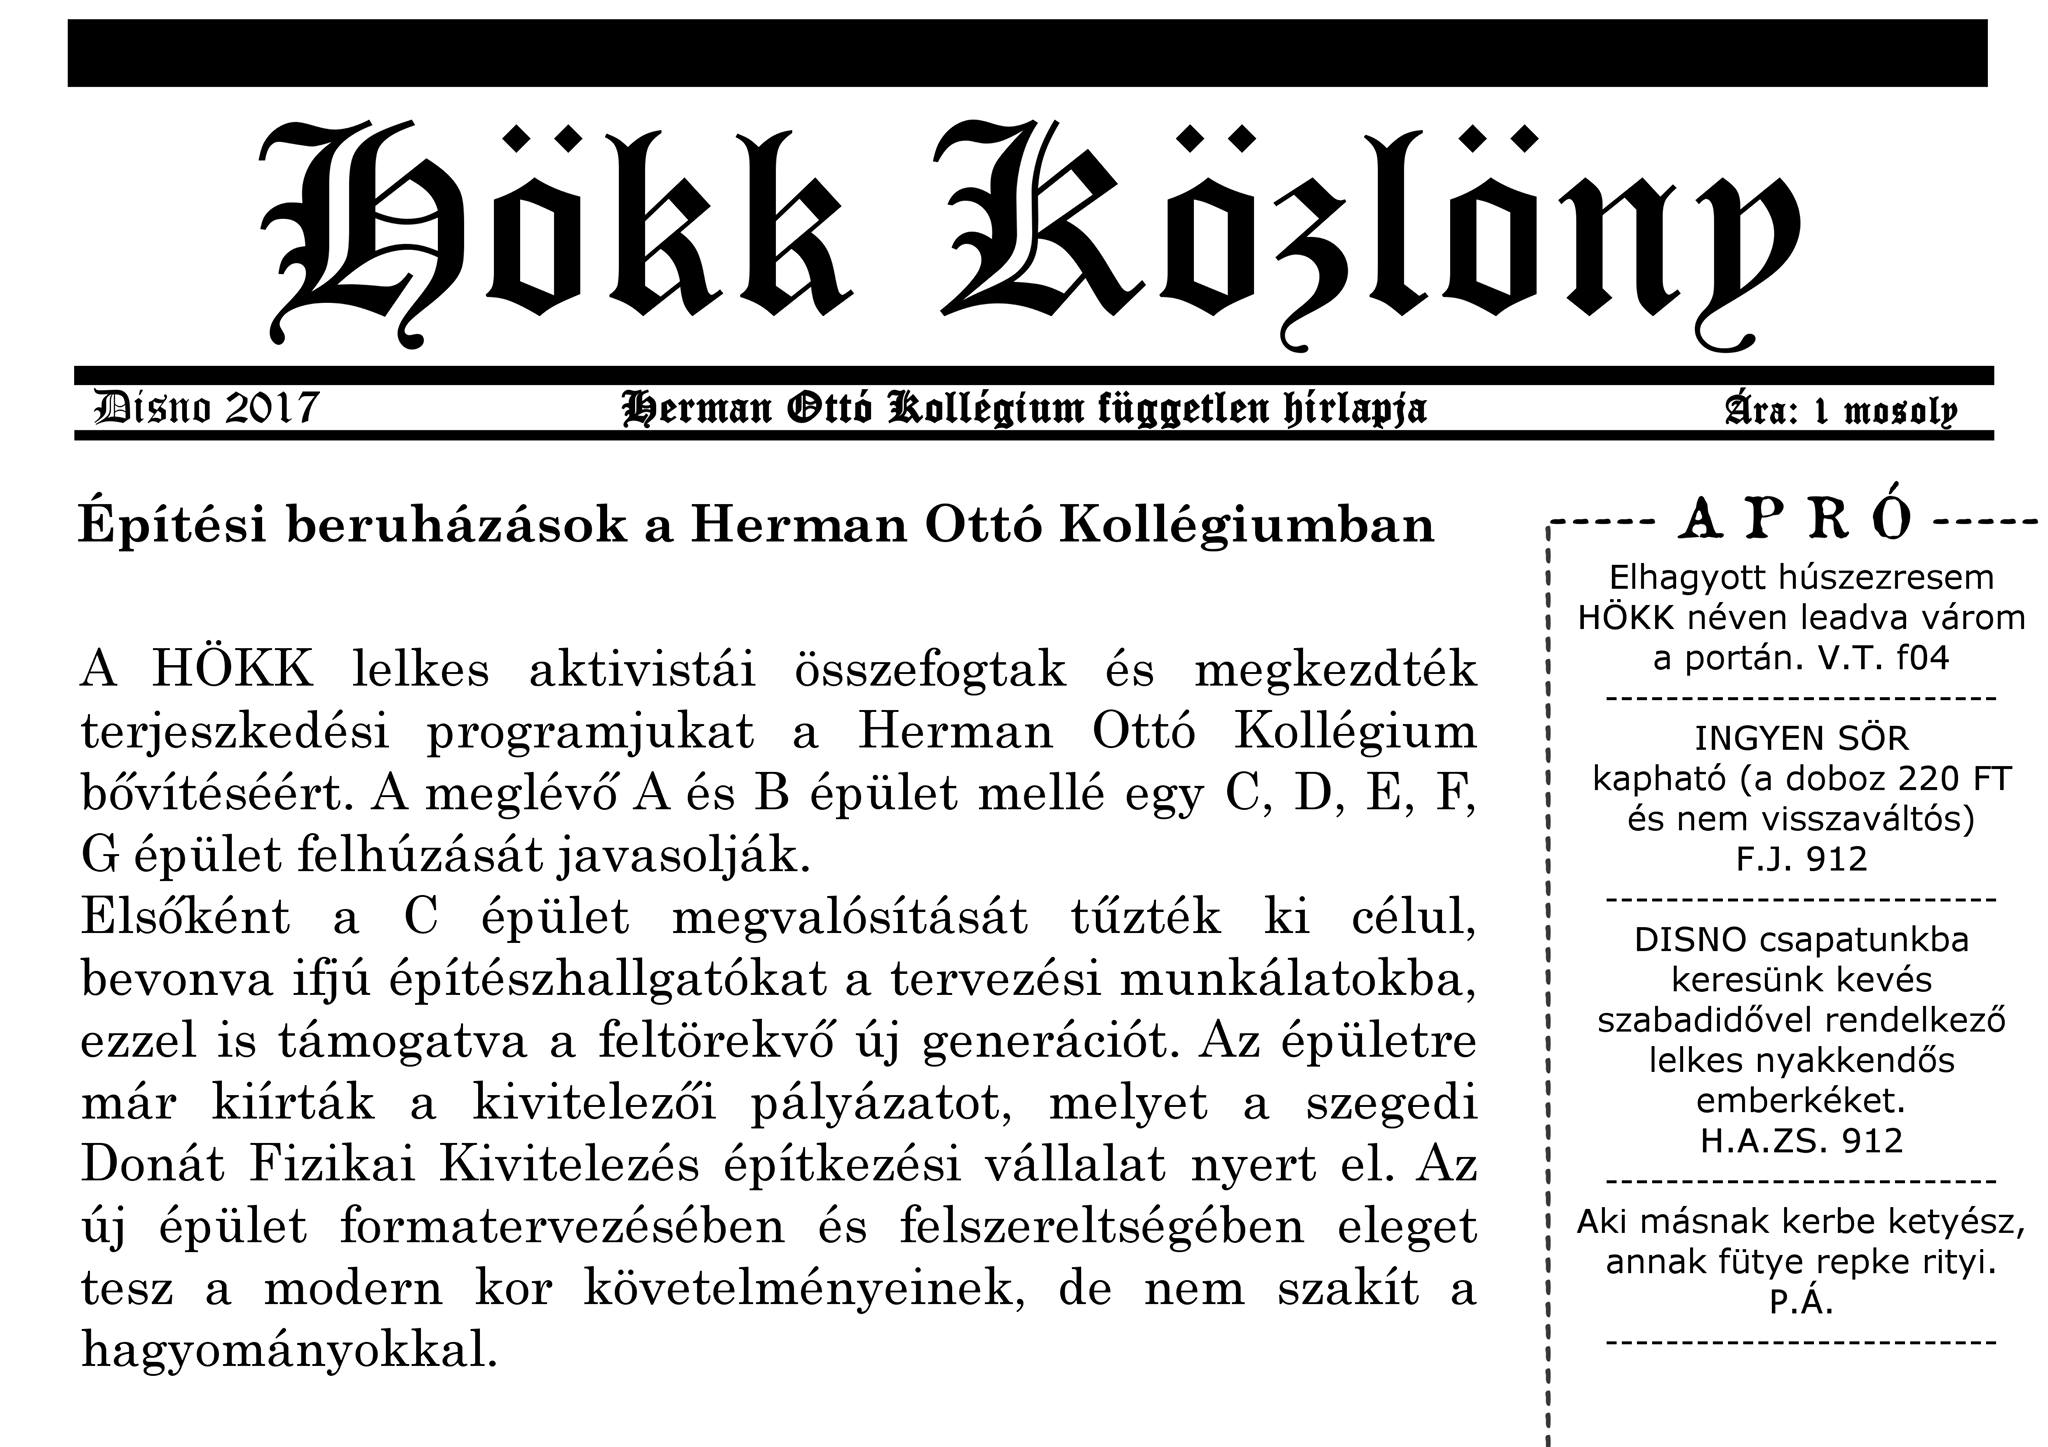 Hökk Közlöny
Disno 2017 Herman Ottó Kollégium független hírlapja Ára: 1 mosoly
Építési beruházások a Herman Ottó Kollégiumban
A HÖKK lelkes aktivistái összefogtak és megkezdték
terjeszkedési programjukat a Herman Ottó Kollégium
bővítéséért. A meglévő A és B épület mellé egy C, D, E, F,
G épület felhúzását javasolják.
Elsőként a C épület megvalósítását tűzték ki célul,
bevonva ifjú építészhallgatókat a tervezési munkálatokba,
ezzel is támogatva a feltörekvő új generációt. Az épületre
már kiírták a kivitelezői pályázatot, melyet a szegedi
Donát Fizikai Kivitelezés építkezési vállalat nyert el. Az
új épület formatervezésében és felszereltségében eleget
tesz a modern kor követelményeinek, de nem szakít a
hagyományokkal.
----- A P R Ó -----
Elhagyott húszezresem
HÖKK néven leadva várom
a portán. V.T. f04
--------------------------
INGYEN SÖR
kapható (a doboz 220 FT
és nem visszaváltós)
F.J. 912
--------------------------
DISNO csapatunkba
keresünk kevés
szabadidővel rendelkező
lelkes nyakkendős
emberkéket.
H.A.ZS. 912
--------------------------
Aki másnak kerbe ketyész,
annak fütye repke rityi.
P.Á.
--------------------------